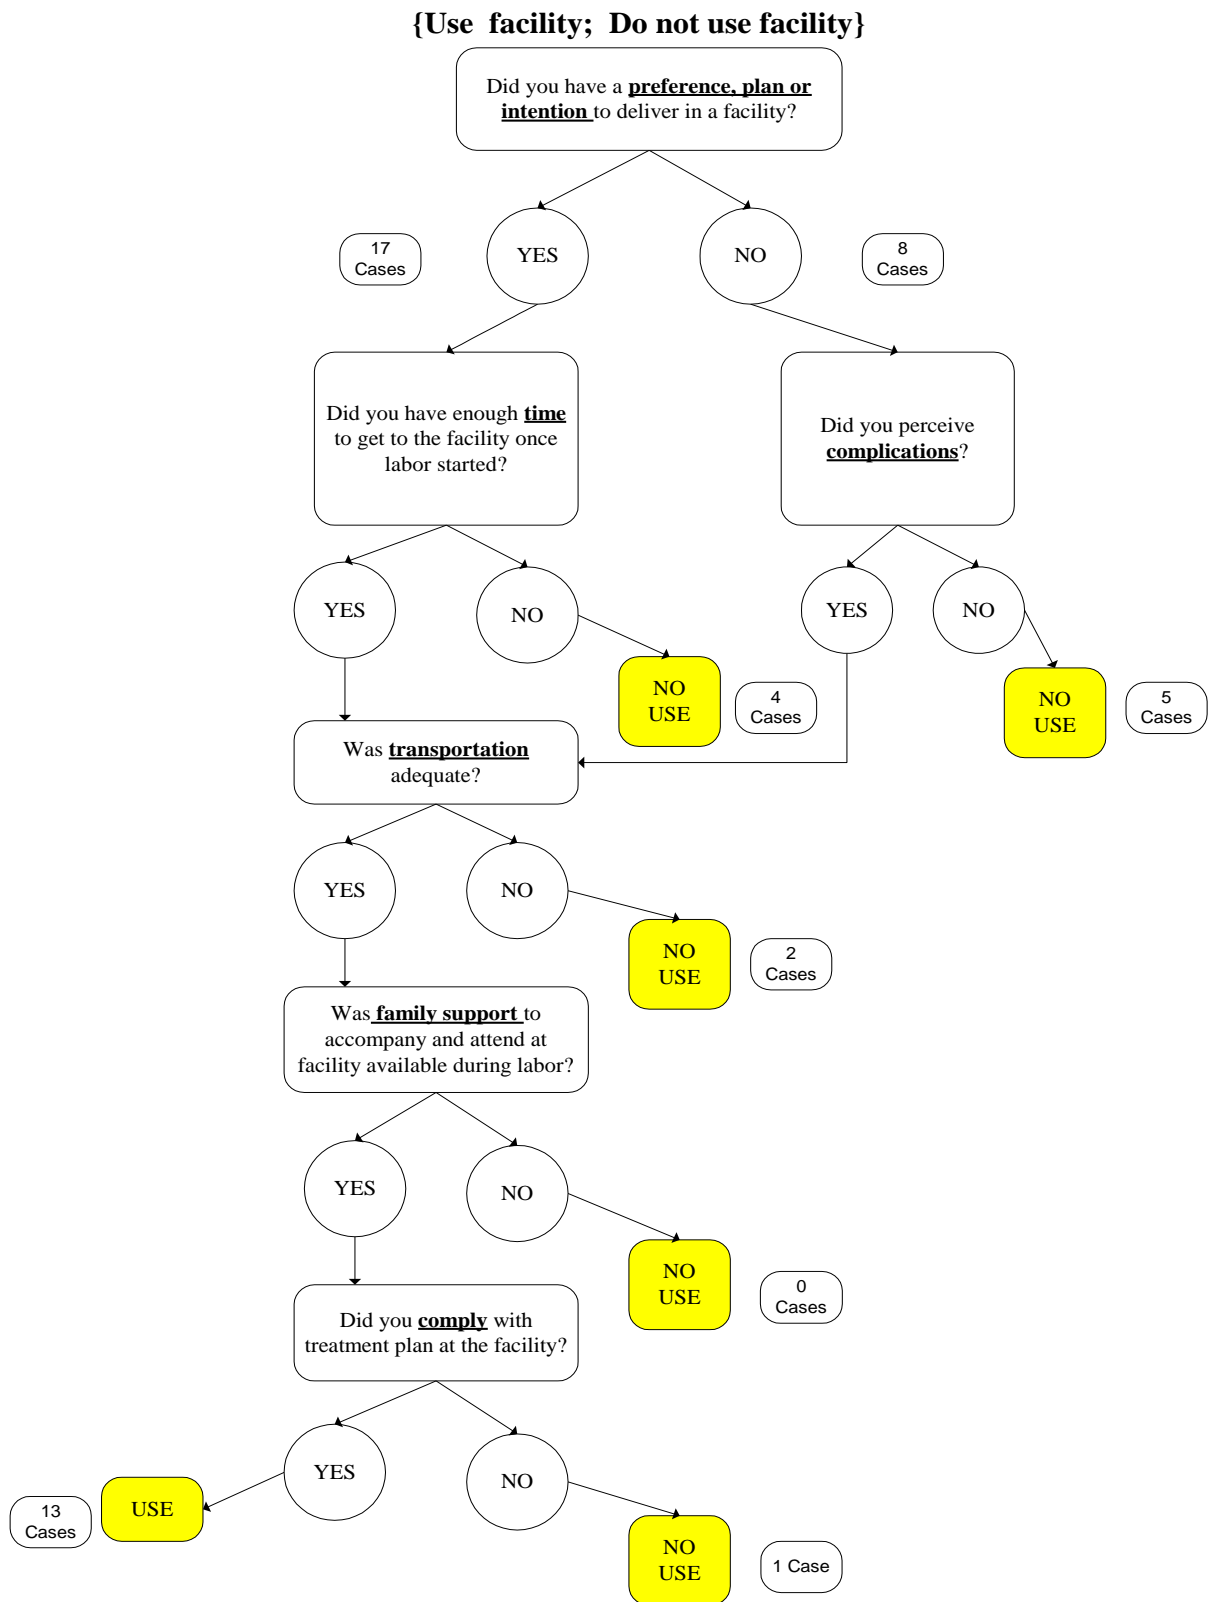 {Use facility; Do not use facility}
Did you have a preference, plan or
intention to deliver in a facility?
17
Cases
YES
NO
8
Cases
Did you have enough time
to get to the facility once
labor started?
Did you perceive
complications?
YES
NO
YES
NO
NO
USE
4
Cases
NO
USE
5
Cases
Was transportation
adequate?
YES
NO
NO
USE
2
Cases
Was family support to
accompany and attend at
facility available during labor?
YES
NO
NO
USE
0
Cases
Did you comply with
treatment plan at the facility?
YES
NO
13
Cases
USE
NO
USE
1 Case